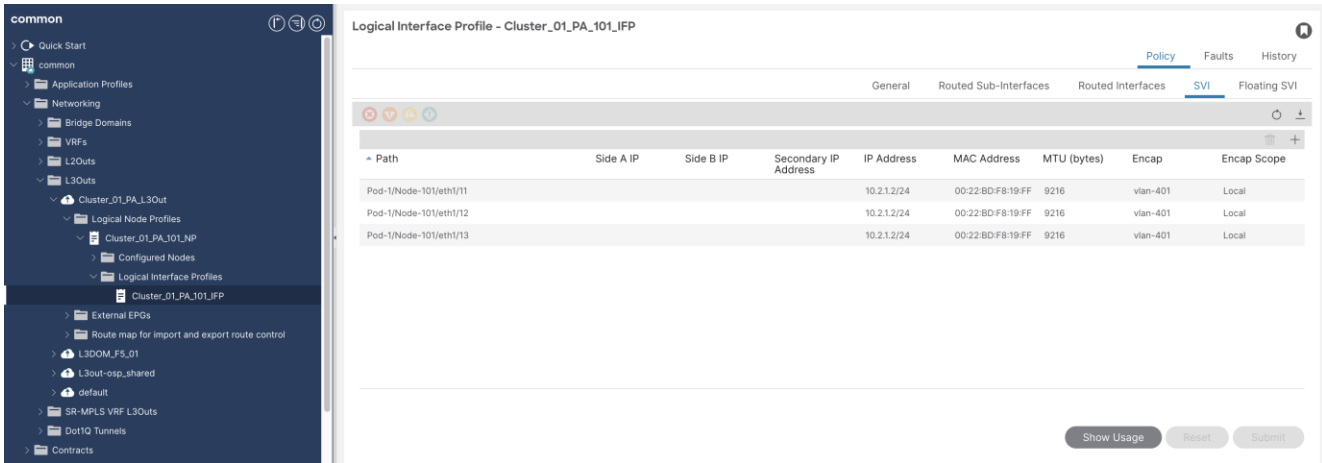 common
Quick Start
common
Application Profiles
Networking
Bridge Domains
VRFs
L2Outs
L3Outs
Cluster_01_PA_L3Out
Logical Node Profiles
Cluster_01_PA_101_NP
Configured Nodes
Logical Interface Profiles
Cluster_01_PA_101_IFP
External EPGs
Route map for import and export route control
L3DOM_F5_01
L3out-osp_shared
default
SR-MPLS VRF L3Outs
Dot1Q Tunnels
Contracts
Logical Interface Profile - Cluster_01_PA_101_IFP
Policy Faults History
General Routed Sub-Interfaces Routed Interfaces SVI Floating SVI
Path Side A IP Side B IP Secondary IP Address IP Address MAC Address MTU (bytes) Encap Encap Scope
Pod-1/Node-101/eth1/11 10.2.1.2/24 00:22:BD:F8:19:FF 9216 vlan-401 Local
Pod-1/Node-101/eth1/12 10.2.1.2/24 00:22:BD:F8:19:FF 9216 vlan-401 Local
Pod-1/Node-101/eth1/13 10.2.1.2/24 00:22:BD:F8:19:FF 9216 vlan-401 Local
Show Usage Reset Submit